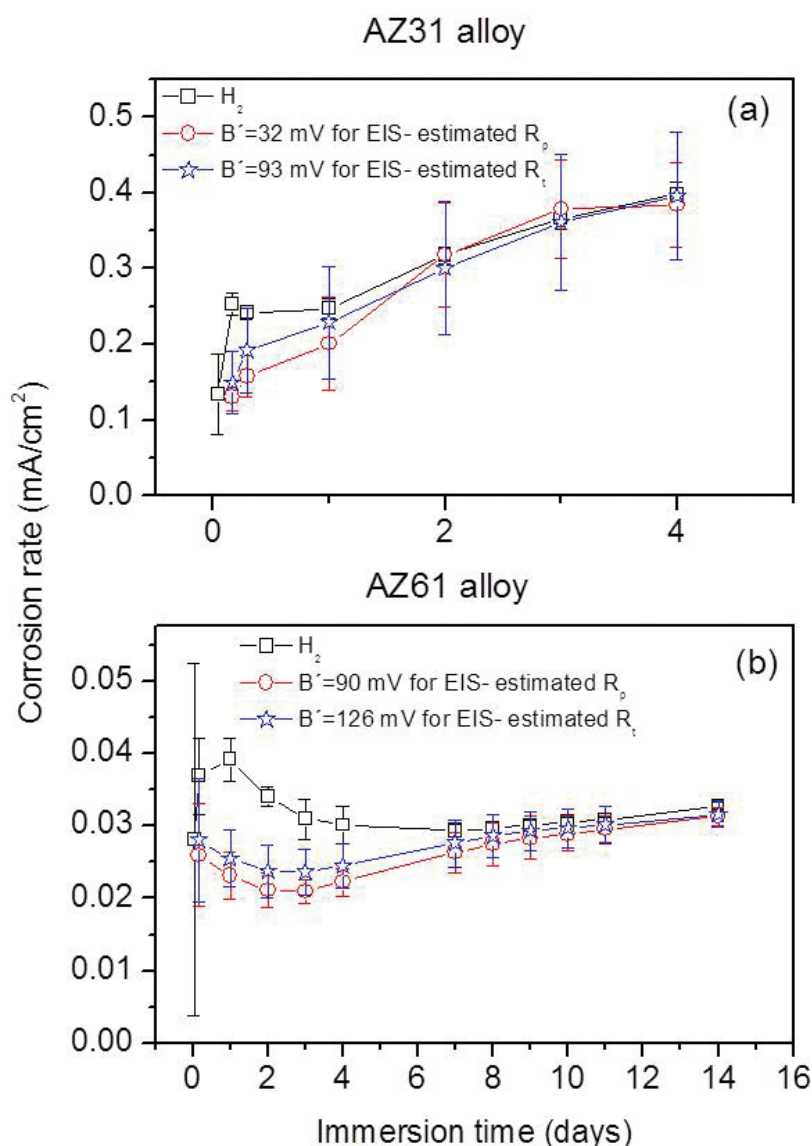 AZ31 alloy
(a)
H₂
B´=32 mV for EIS- estimated Rₚ
B´=93 mV for EIS- estimated Rₜ
0.5
0.4
0.3
0.2
0.1
0.0
0 2 4
AZ61 alloy
(b)
H₂
B´=90 mV for EIS- estimated Rₚ
B´=126 mV for EIS- estimated Rₜ
0.05
0.04
0.03
0.02
0.01
0.00
0 2 4 6 8 10 12 14 16
Corrosion rate (mA/cm²)
Immersion time (days)